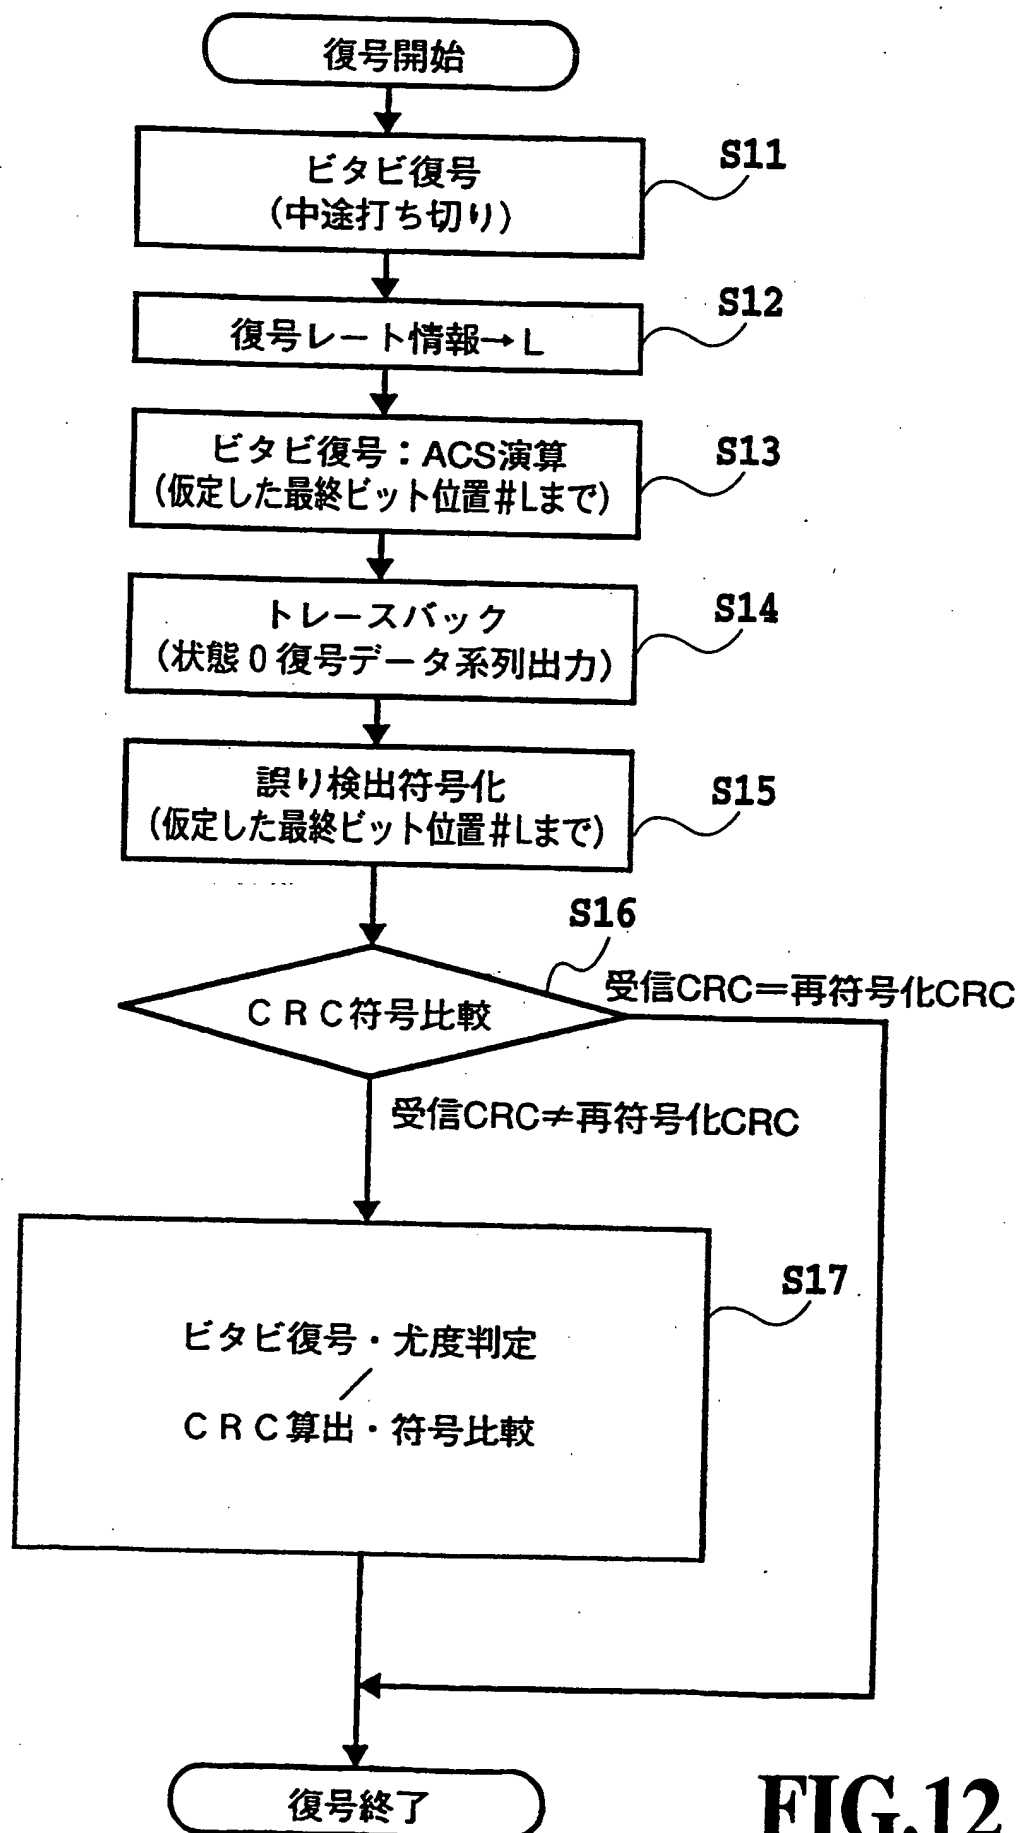 復号開始
ビタビ復号
(中途打ち切り)
S11
復号レート情報→L
S12
ビタビ復号：ACS演算
(仮定した最終ビット位置#Lまで)
S13
トレースバック
(状態0復号データ系列出力)
S14
誤り検出符号化
(仮定した最終ビット位置#Lまで)
S15
S16
CRC符号比較
受信CRC＝再符号化CRC
受信CRC≠再符号化CRC
S17
ビタビ復号・尤度判定
／
CRC算出・符号比較
復号終了
FIG.12